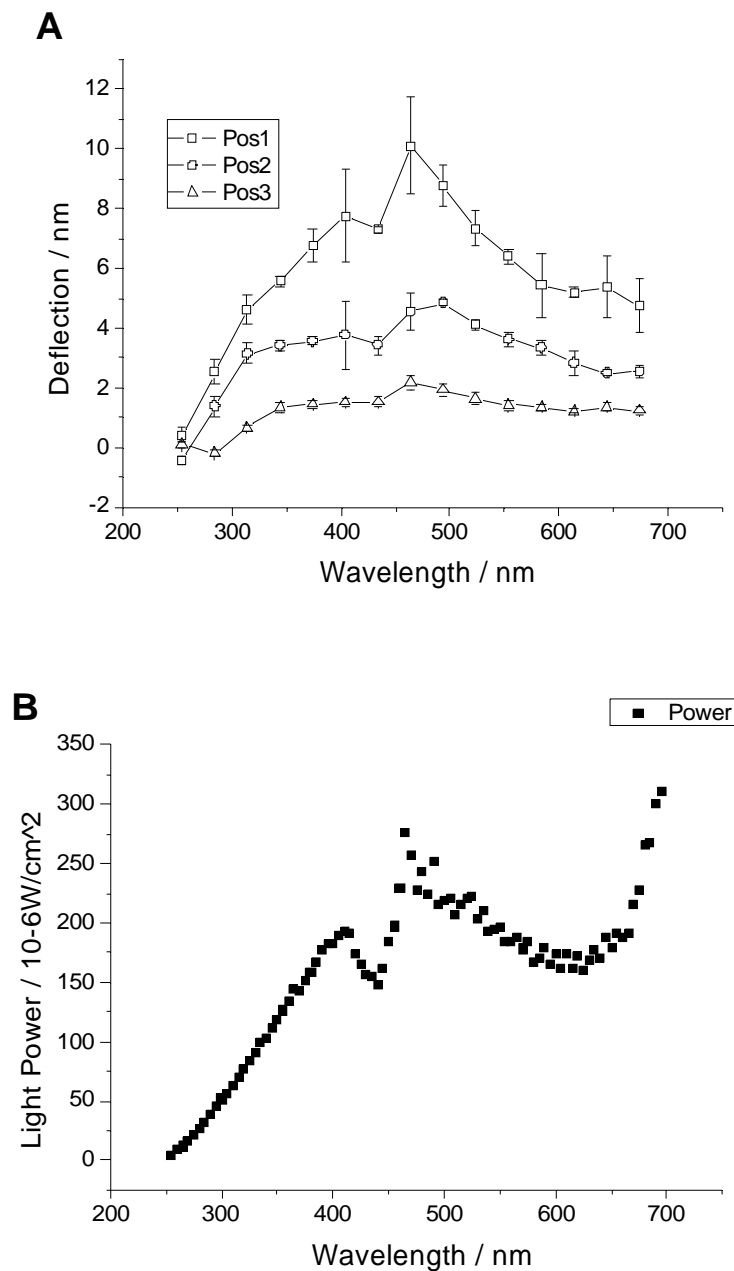 A
12
10
8
6
4
2
0
-2
Deflection / nm
Pos1
Pos2
Pos3
200 300 400 500 600 700
Wavelength / nm
B
Power
350
300
250
200
150
100
50
0
Light Power / 10-6W/cm^2
200 300 400 500 600 700
Wavelength / nm